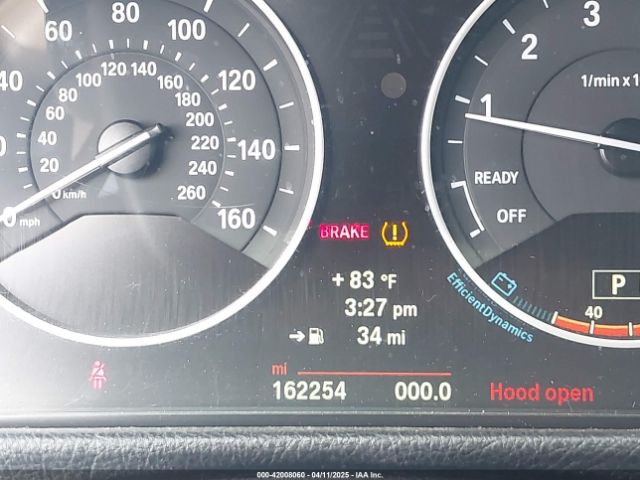 40
60
80
100
120
140
160
0 mph
0 km/h
20
40
60
80
100
120
140
160
180
200
220
240
260
1
2
3
1/min x 1
READY
OFF
BRAKE
+ 83 °F
3:27 pm
34 mi
mi
162254
000.0
Hood open
P
40
EfficientDynamics
000-42008060 - 04/11/2025 - IAA Inc.